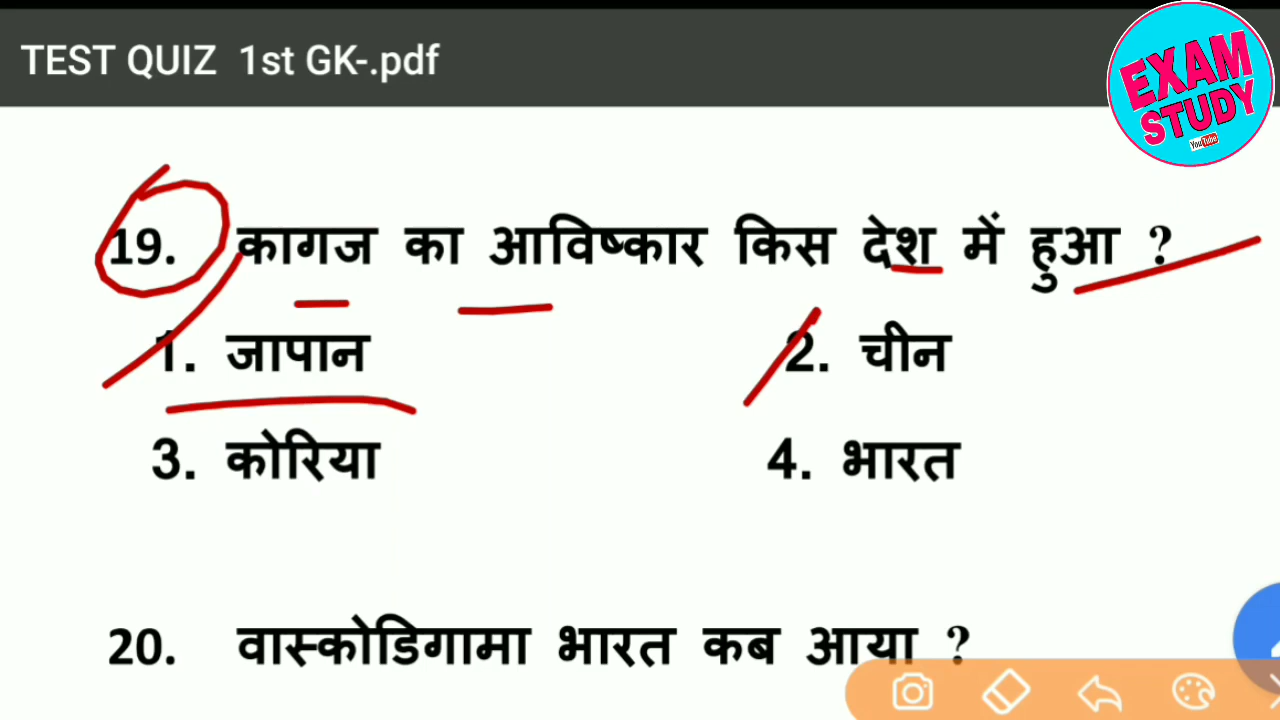 TEST QUIZ 1st GK-.pdf
EXAM
STUDY
YouTube
19. कागज का आविष्कार किस देश में हुआ ?
1. जापान 2. चीन
3. कोरिया 4. भारत
20. वास्कोडिगामा भारत कब आया ?